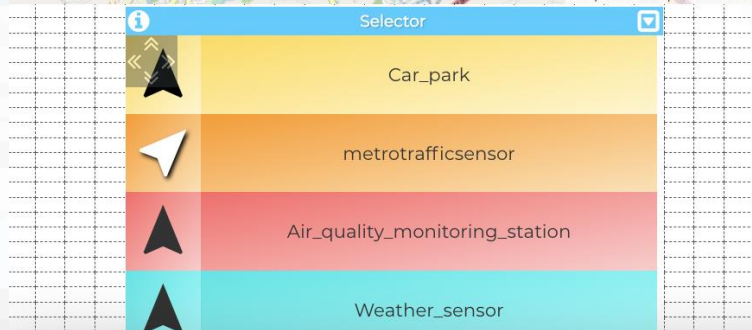 Selector
Car_park
metrotrafficsensor
Air_quality_monitoring_station
Weather_sensor